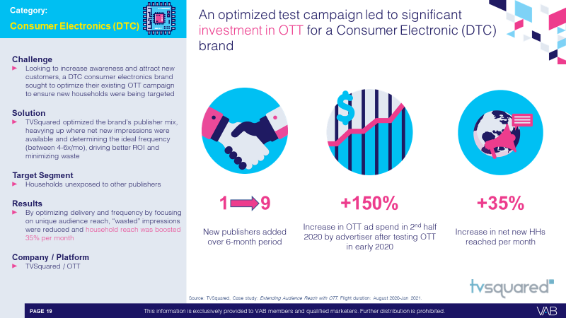 Category:
Consumer Electronics (DTC)
Challenge
Looking to increase awareness and attract new
customers, a DTC consumer electronics brand
sought to optimize their existing OTT campaign
to ensure new households were being targeted
Solution
TVSquared optimized the brand's publisher mix,
heavying up where net new impressions were
available and determining the ideal frequency
(between 4-6x/mo), driving better ROI and
minimizing waste
Target Segment
Households unexposed to other publishers
Results
By optimizing delivery and frequency by focusing
on unique audience reach, "wasted" impressions
were reduced and household reach was boosted
35% per month
Company / Platform
TVSquared / OTT
An optimized test campaign led to significant
investment in OTT for a Consumer Electronic (DTC)
brand
$
1 9
New publishers added
over 6-month period
+150%
Increase in OTT ad spend in 2nd half
2020 by advertiser after testing OTT
in early 2020
+35%
Increase in net new HHs
reached per month
tvsquared
Source: TVSquared, Case study: Extending Audience Reach with OTT Flight duration: August 2020-Jan. 2021.
PAGE 19
This information is exclusively provided to VAB members and qualified marketers. Further distribution is prohibited.
VAB